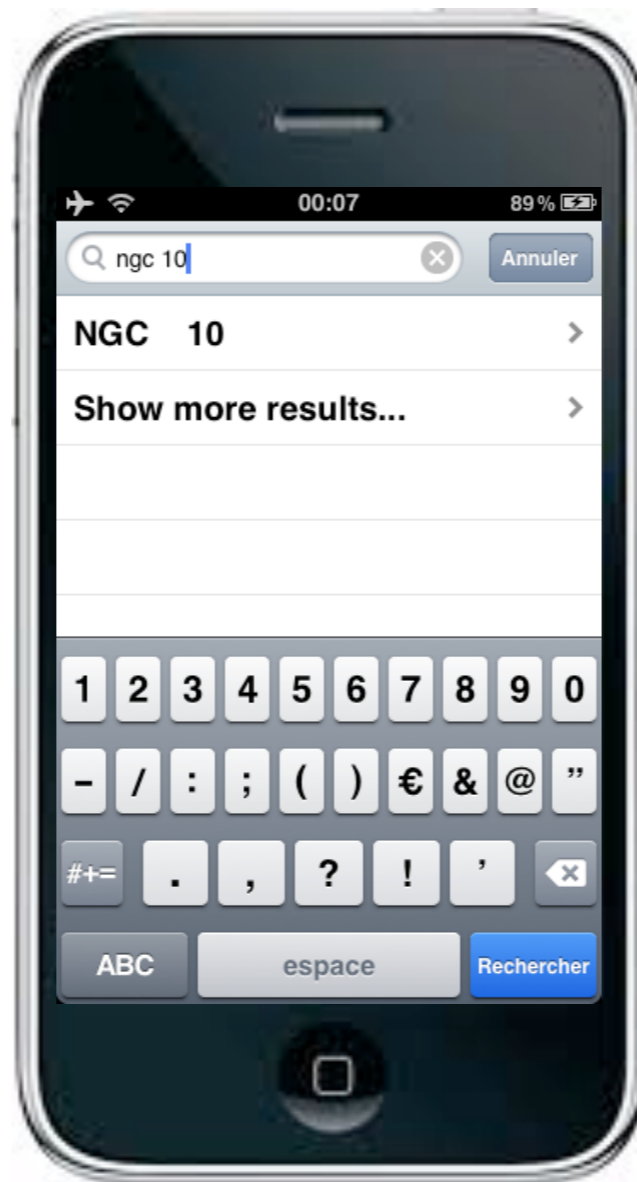 00:07 89 %
ngc 10 Annuler
NGC 10
Show more results...
1 2 3 4 5 6 7 8 9 0
- / : ; ( ) € & @ ”
#+= . , ? ! ’
ABC espace Rechercher